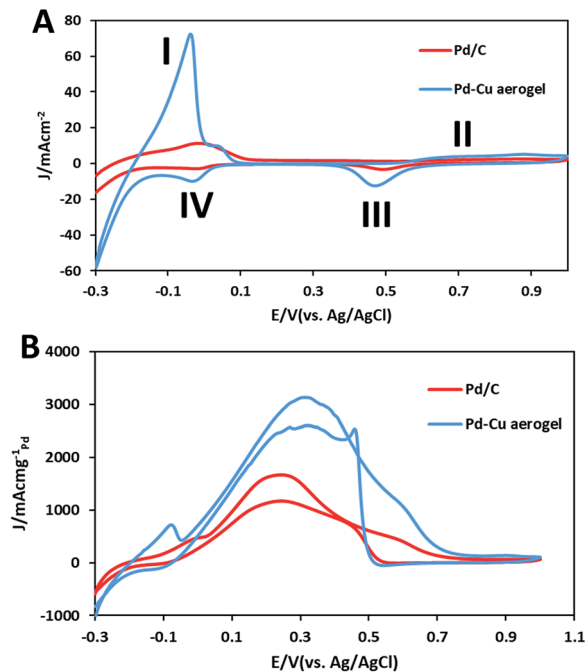 A
80
60
40
20
0
-20
-40
-60
J/mAcm-2
I
II
III
IV
Pd/C
Pd-Cu aerogel
-0.3
-0.1
0.1
0.3
0.5
0.7
0.9
E/V(vs. Ag/AgCl)
B
4000
3000
2000
1000
0
-1000
J/mAcmg-1Pd
Pd/C
Pd-Cu aerogel
-0.3
-0.1
0.1
0.3
0.5
0.7
0.9
1.1
E/V(vs. Ag/AgCl)